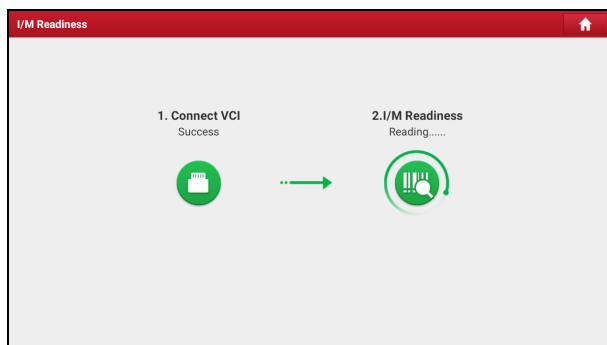 I/M Readiness
1. Connect VCI
Success
2.I/M Readiness
Reading......